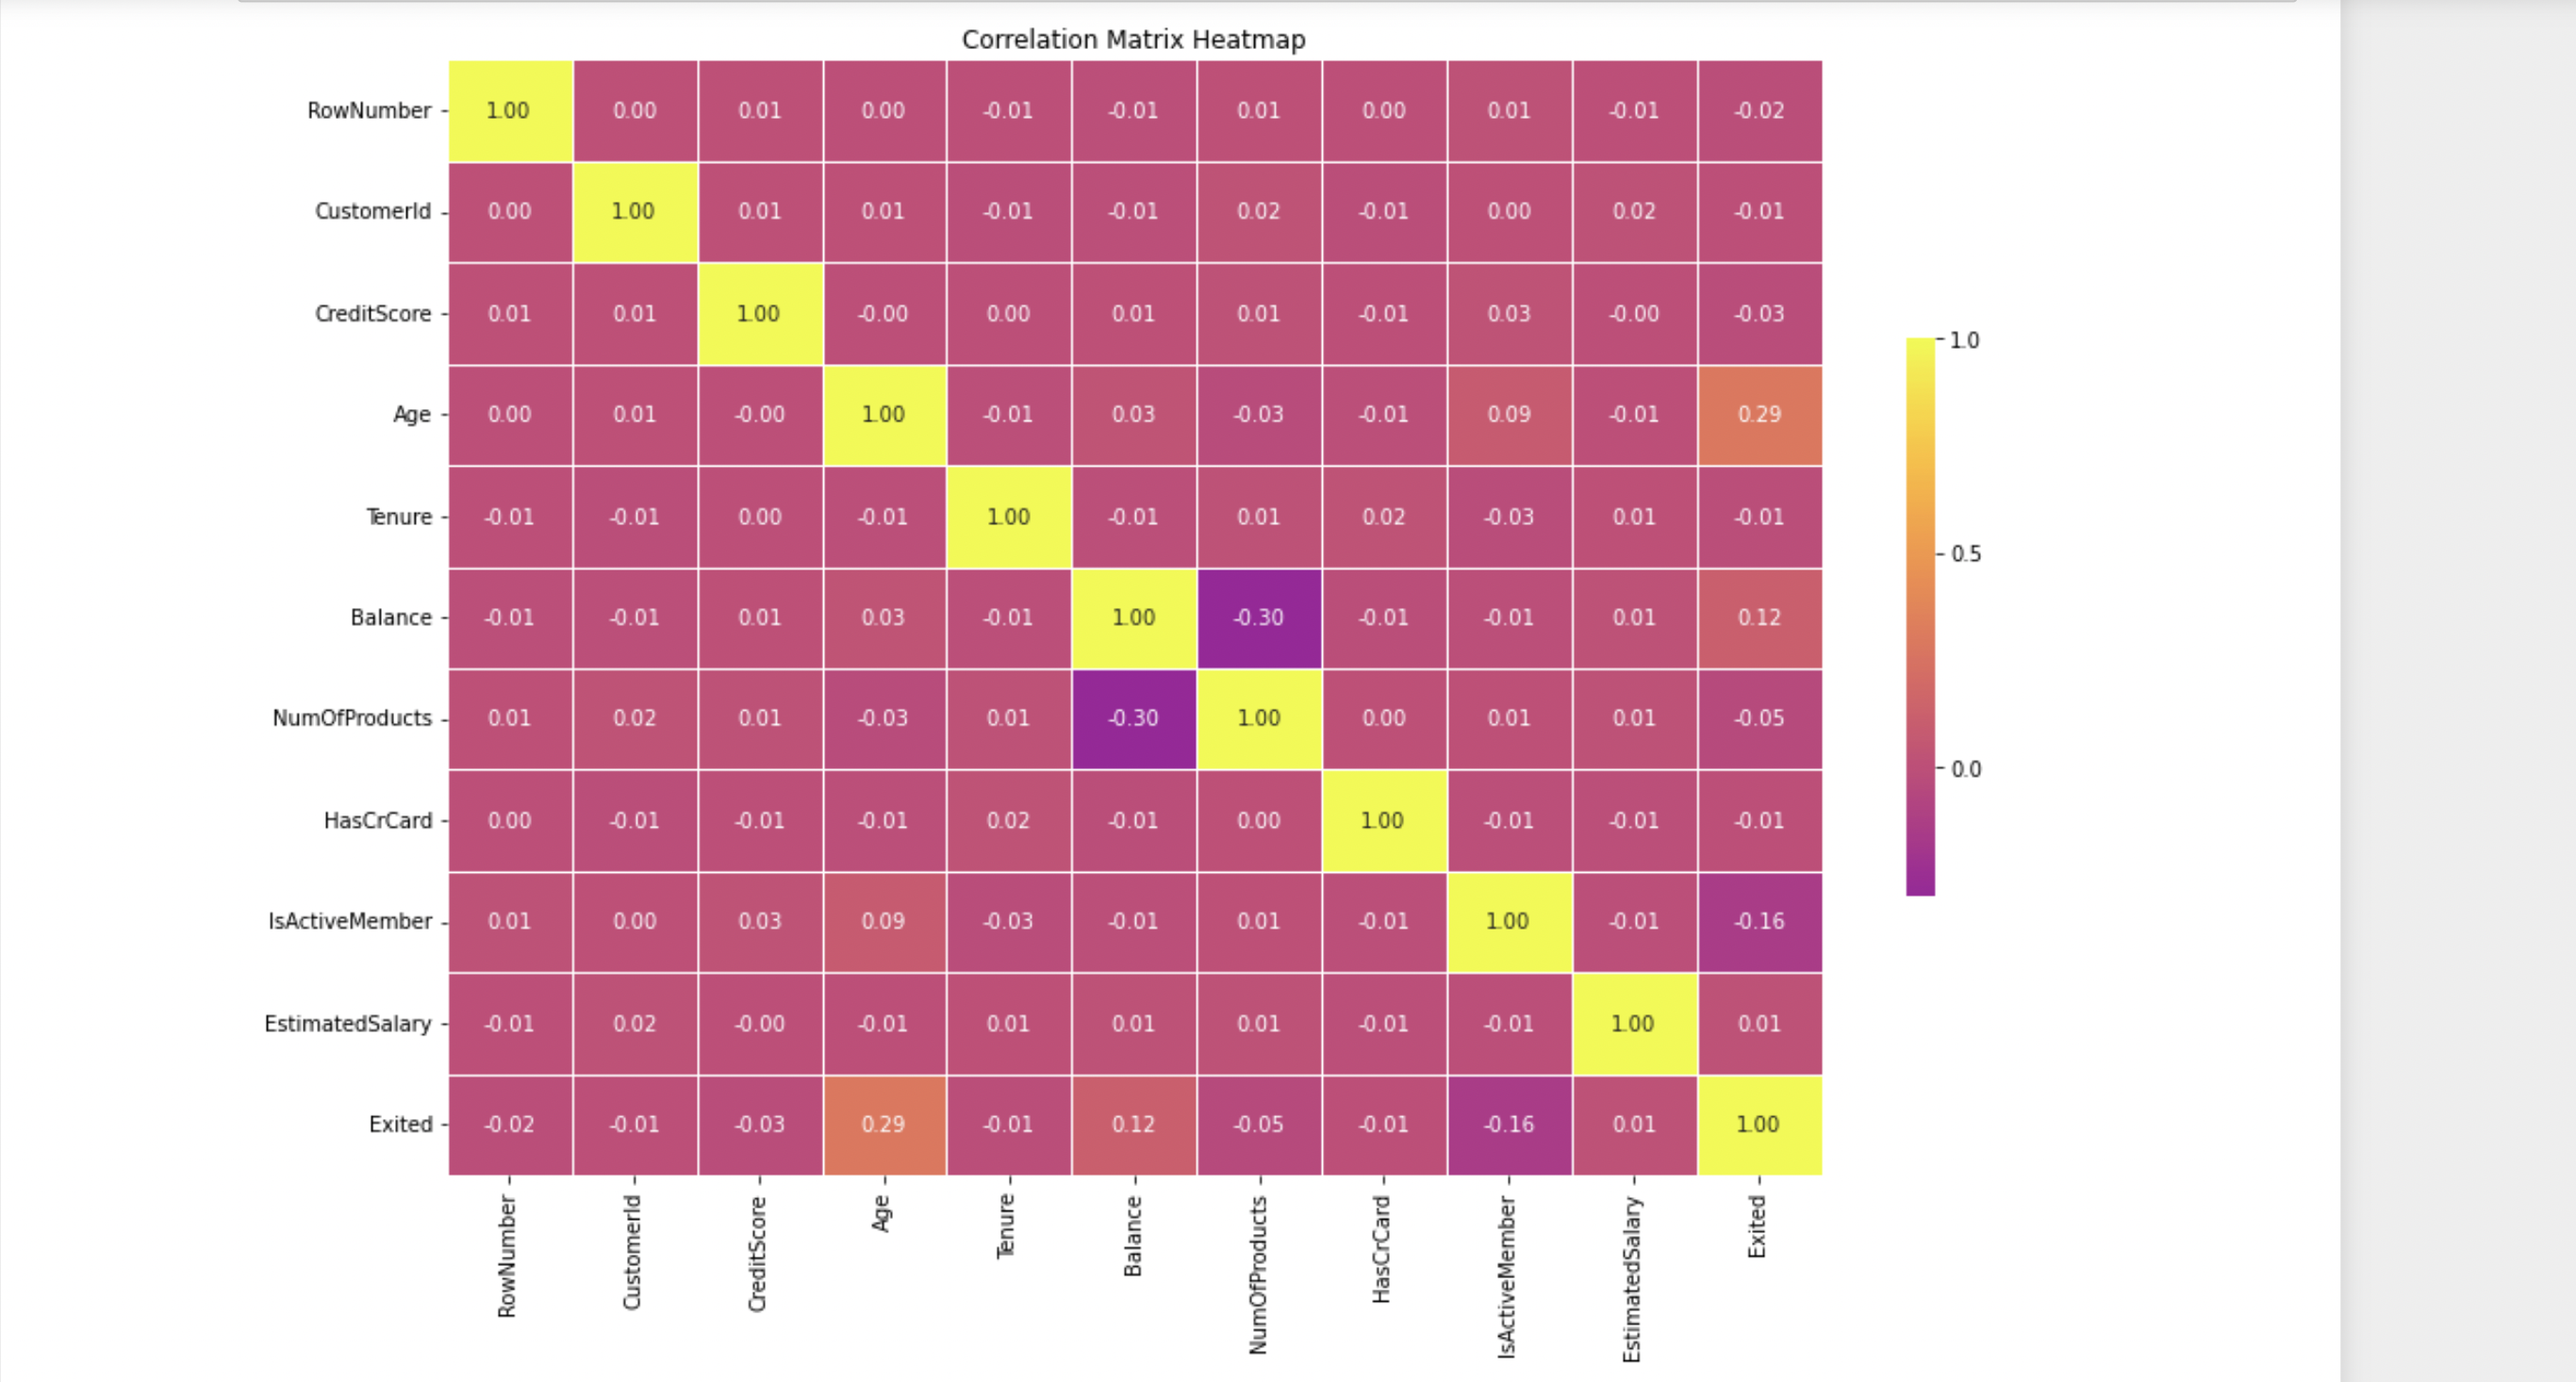 Correlation Matrix Heatmap
RowNumber 1.00 0.00 0.01 0.00 -0.01 -0.01 0.01 0.00 0.01 -0.01 -0.02
CustomerId 0.00 1.00 0.01 0.01 -0.01 -0.01 0.02 -0.01 0.00 0.02 -0.01
CreditScore 0.01 0.01 1.00 -0.00 0.00 0.01 0.01 -0.01 0.03 -0.00 -0.03
Age 0.00 0.01 -0.00 1.00 -0.01 0.03 -0.03 -0.01 0.09 -0.01 0.29
Tenure -0.01 -0.01 0.00 -0.01 1.00 -0.01 0.01 0.02 -0.03 0.01 -0.01
Balance -0.01 -0.01 0.01 0.03 -0.01 1.00 -0.30 -0.01 -0.01 0.01 0.12
NumOfProducts 0.01 0.02 0.01 -0.03 0.01 -0.30 1.00 0.00 0.01 0.01 -0.05
HasCrCard 0.00 -0.01 -0.01 -0.01 0.02 -0.01 0.00 1.00 -0.01 -0.01 -0.01
IsActiveMember 0.01 0.00 0.03 0.09 -0.03 -0.01 0.01 -0.01 1.00 -0.01 -0.16
EstimatedSalary -0.01 0.02 -0.00 -0.01 0.01 0.01 0.01 -0.01 -0.01 1.00 0.01
Exited -0.02 -0.01 -0.03 0.29 -0.01 0.12 -0.05 -0.01 -0.16 0.01 1.00
RowNumber CustomerId CreditScore Age Tenure Balance NumOfProducts HasCrCard IsActiveMember EstimatedSalary Exited
1.0
0.5
0.0